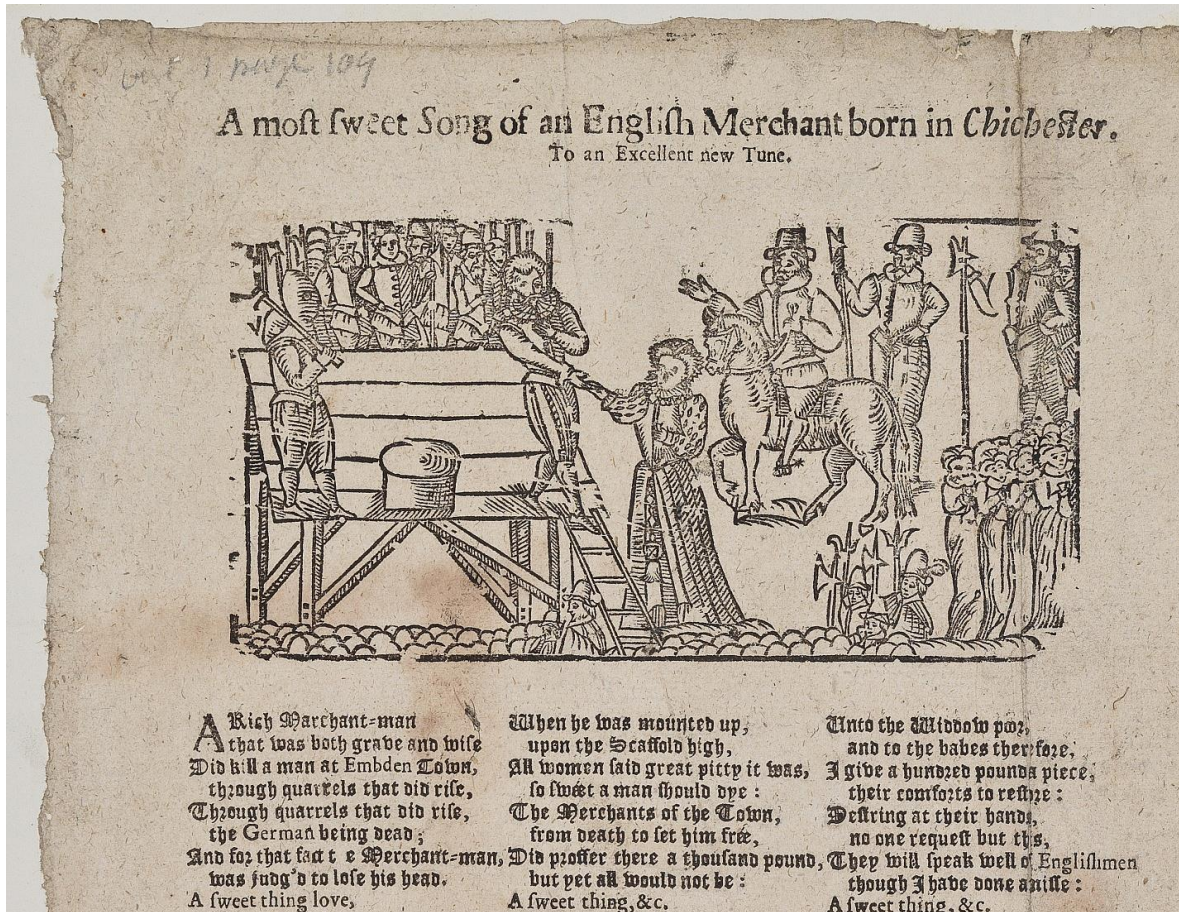 page 109
A moſt ſweet Song of an Engliſh Merchant born in Chicheſter.
To an Excellent new Tune.
A Rich Marchant-man
that was both grave and wiſe
Did kill a man at Embden Town,
through quarrels that did riſe,
Through quarrels that did riſe,
the German being dead;
And for that fact t e Merchant-man,
was judg'd to loſe his head.
A ſweet thing love,
When he was mounted up,
upon the Scaffold high,
All women ſaid great pitty it was,
ſo ſweet a man ſhould dye:
The Merchants of the Town,
from death to ſet him free,
Did proffer there a thouſand pound,
but yet all would not be:
A ſweet thing, &c.
Unto the Widdow poor,
and to the babes therefore,
I give a hundred pounda piece,
their comforts to reſtore:
Deſiring at their hands,
no one requeſt but this,
They will ſpeak well of Engliſhmen
though I have done amiſſe:
A ſweet thing, &c.